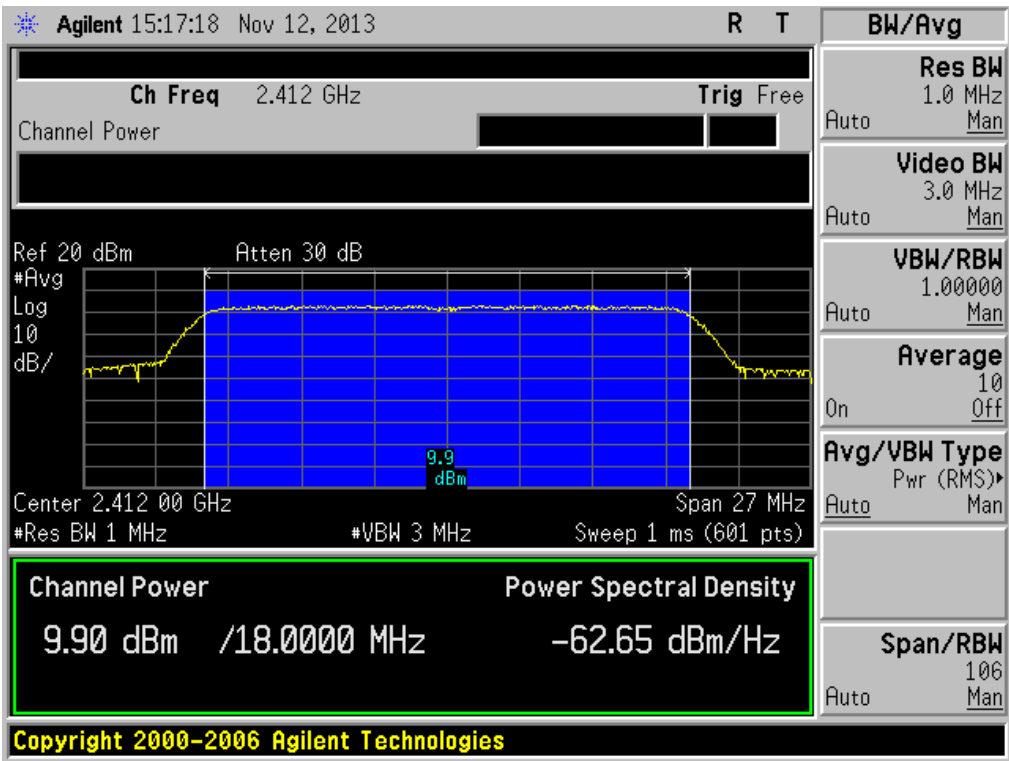 Agilent 15:17:18 Nov 12, 2013 R T
Ch Freq 2.412 GHz Trig Free
Channel Power
Ref 20 dBm Atten 30 dB
#Avg
Log
10
dB/
9.9
dBm
Center 2.412 00 GHz Span 27 MHz
#Res BW 1 MHz #VBW 3 MHz Sweep 1 ms (601 pts)
Channel Power Power Spectral Density
9.90 dBm /18.0000 MHz -62.65 dBm/Hz
Copyright 2000-2006 Agilent Technologies
BW/Avg
Res BW
1.0 MHz
Auto Man
Video BW
3.0 MHz
Auto Man
VBW/RBW
1.00000
Auto Man
Average
10
On Off
Avg/VBW Type
Pwr (RMS)▸
Auto Man
Span/RBW
106
Auto Man